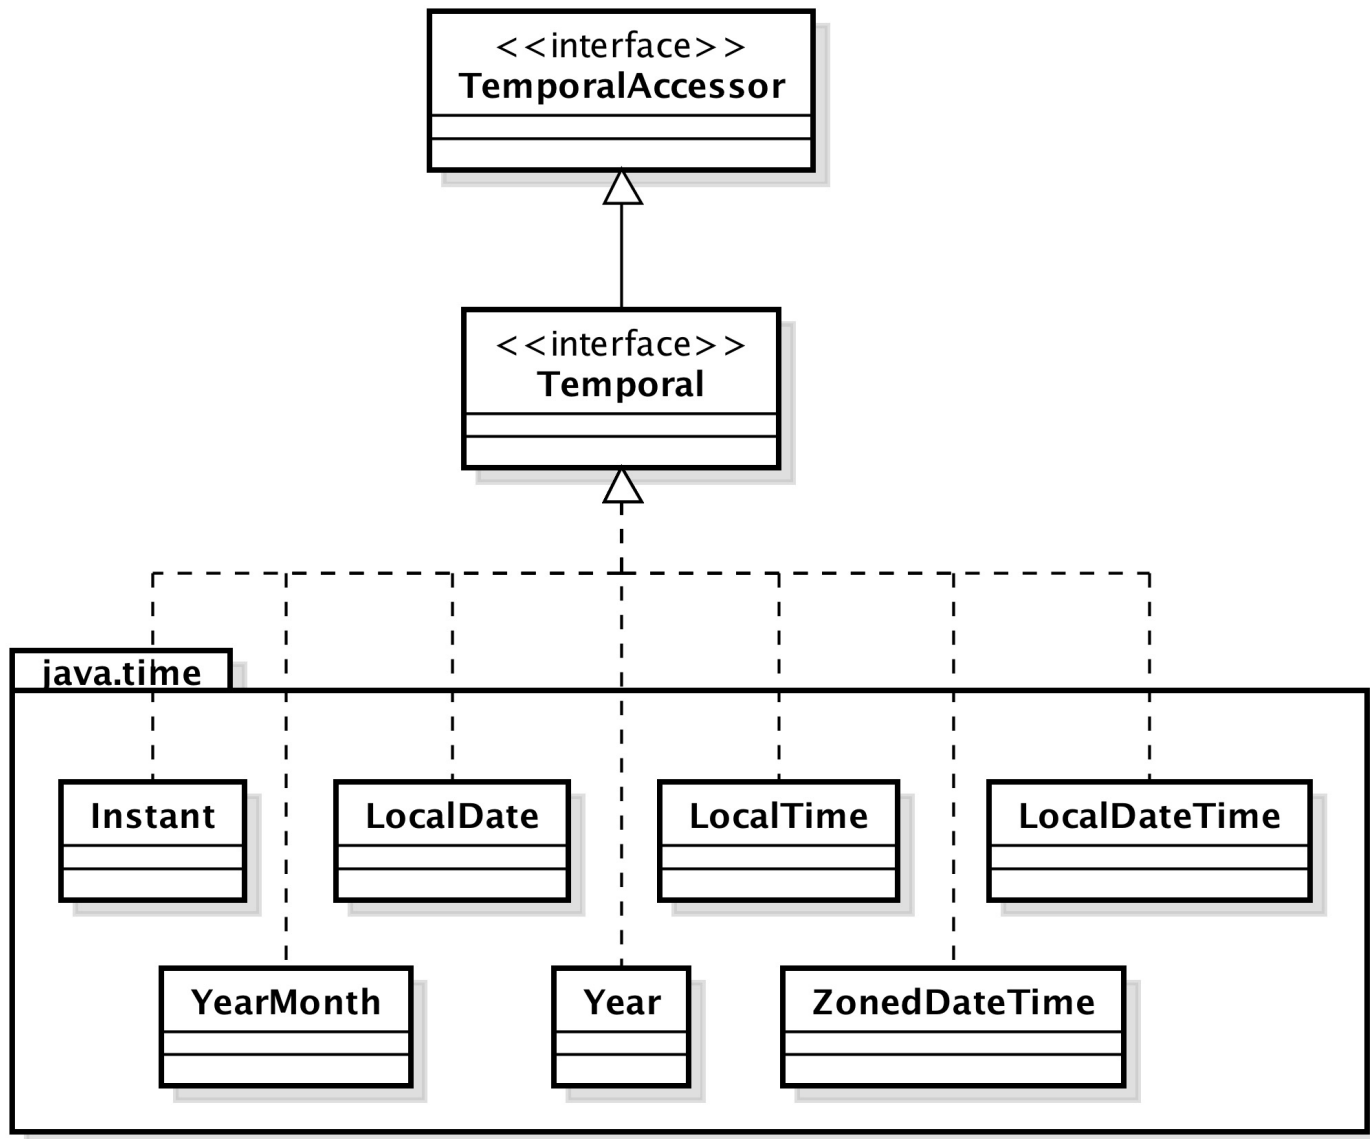 <<interface>>
TemporalAccessor
<<interface>>
Temporal
java.time
Instant
LocalDate
LocalTime
LocalDateTime
YearMonth
Year
ZonedDateTime